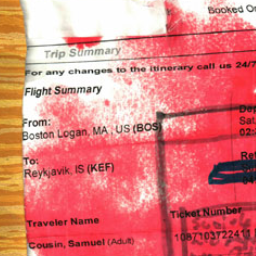 Booked On
Trip Summary
For any changes to the itinerary call us 24/7
Flight Summary
From:
Boston Logan, MA, US (BOS)
Sat,
To:
Reykjavik, IS (KEF)
Traveler Name
Ticket Number
Cousin, Samuel (Adult)